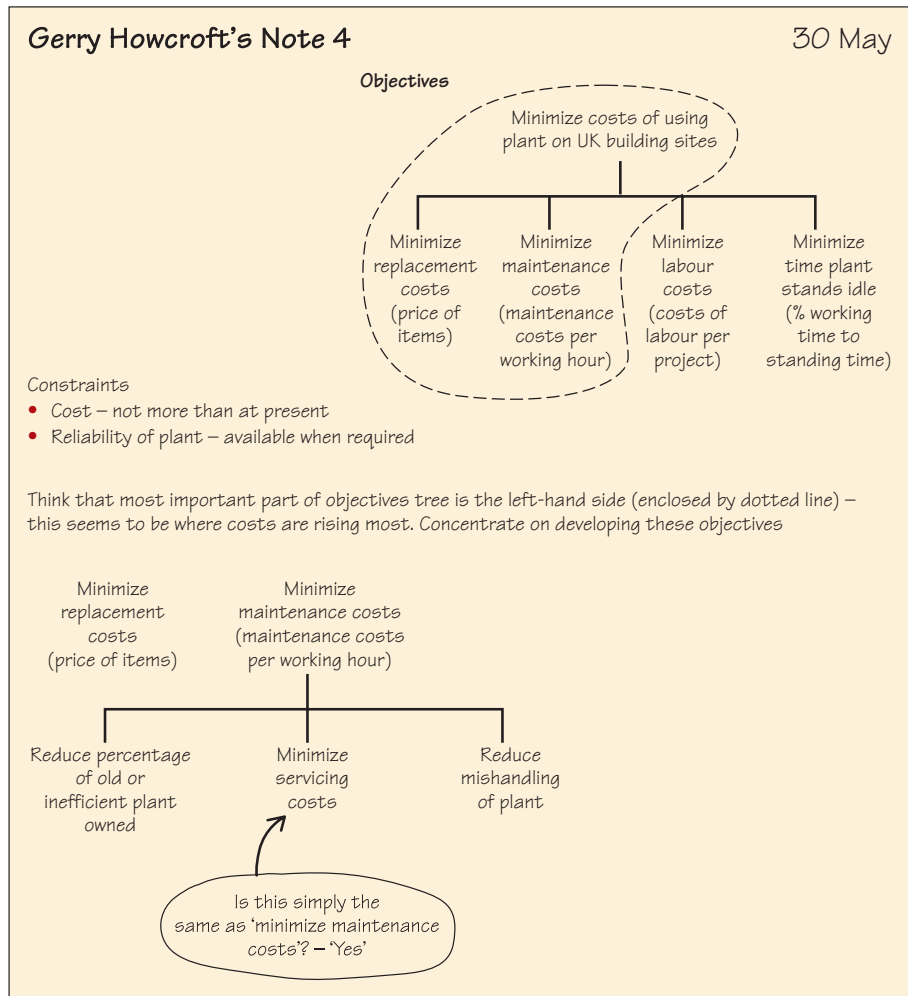 Gerry Howcroft's Note 4
30 May
Objectives
Minimize costs of using
plant on UK building sites
Minimize
replacement
costs
(price of
items)
Minimize
maintenance
costs
(maintenance
costs per
working hour)
Minimize
labour
costs
(costs of
labour per
project)
Minimize
time plant
stands idle
(% working
time to
standing time)
Constraints
• Cost – not more than at present
• Reliability of plant – available when required
Think that most important part of objectives tree is the left-hand side (enclosed by dotted line) –
this seems to be where costs are rising most. Concentrate on developing these objectives
Minimize
replacement
costs
(price of items)
Minimize
maintenance costs
(maintenance costs
per working hour)
Reduce percentage
of old or
inefficient plant
owned
Minimize
servicing
costs
Reduce
mishandling
of plant
Is this simply the
same as 'minimize maintenance
costs'? – 'Yes'